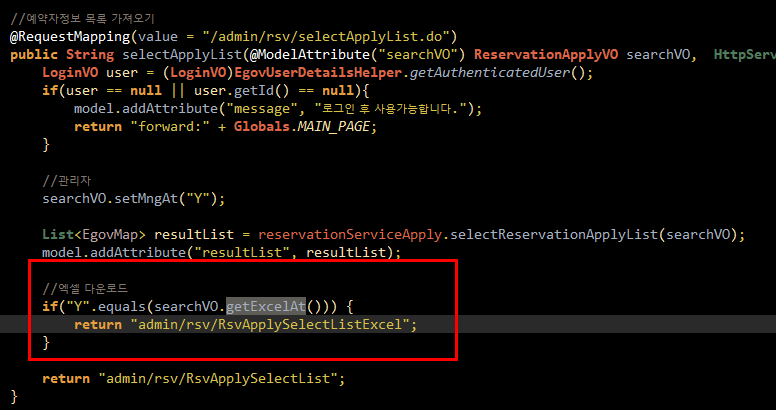 //예약자정보 목록 가져오기
@RequestMapping(value = "/admin/rsv/selectApplyList.do")
public String selectApplyList(@ModelAttribute("searchVO") ReservationApplyVO searchVO, HttpServ
LoginVO user = (LoginVO)EgovUserDetailsHelper.getAuthenticatedUser();
if(user == null || user.getId() == null){
model.addAttribute("message", "로그인 후 사용가능합니다.");
return "forward:" + Globals.MAIN_PAGE;
}
//관리자
searchVO.setMngAt("Y");
List<EgovMap> resultList = reservationServiceApply.selectReservationApplyList(searchVO);
model.addAttribute("resultList", resultList);
//엑셀 다운로드
if("Y".equals(searchVO.getExcelAt())) {
return "admin/rsv/RsvApplySelectListExcel";
}
return "admin/rsv/RsvApplySelectList";
}